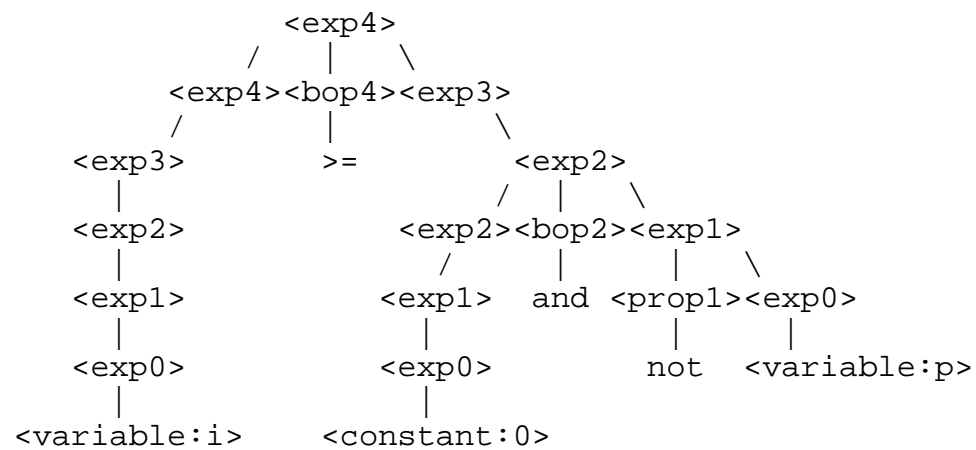 <exp4>
<exp4><bop4><exp3>
<exp3> >= <exp2>
<exp2> <exp2><bop2><exp1>
<exp1> <exp1> and <prop1><exp0>
<exp0> <exp0> not <variable:p>
<variable:i> <constant:0>